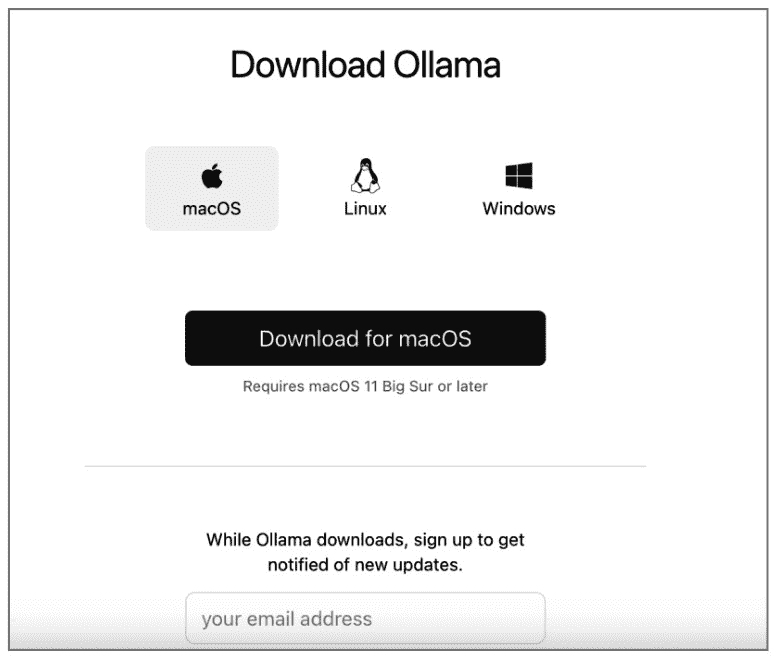 Download Ollama
macOS
Linux
Windows
Download for macOS
Requires macOS 11 Big Sur or later
While Ollama downloads, sign up to get
notified of new updates.
your email address